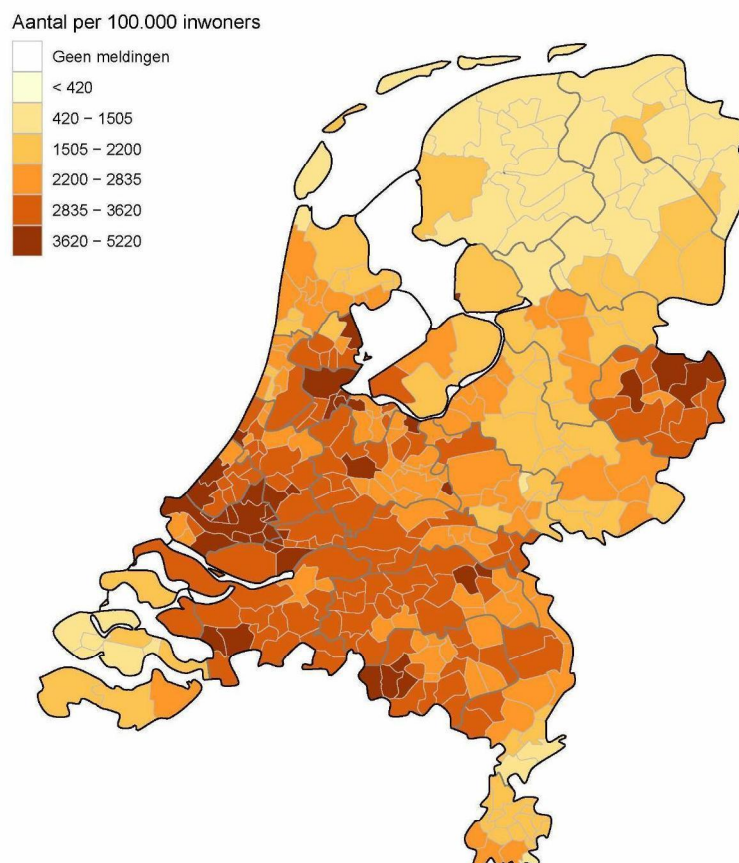 Aantal per 100.000 inwoners
Geen meldingen
< 420
420 – 1505
1505 – 2200
2200 – 2835
2835 – 3620
3620 – 5220